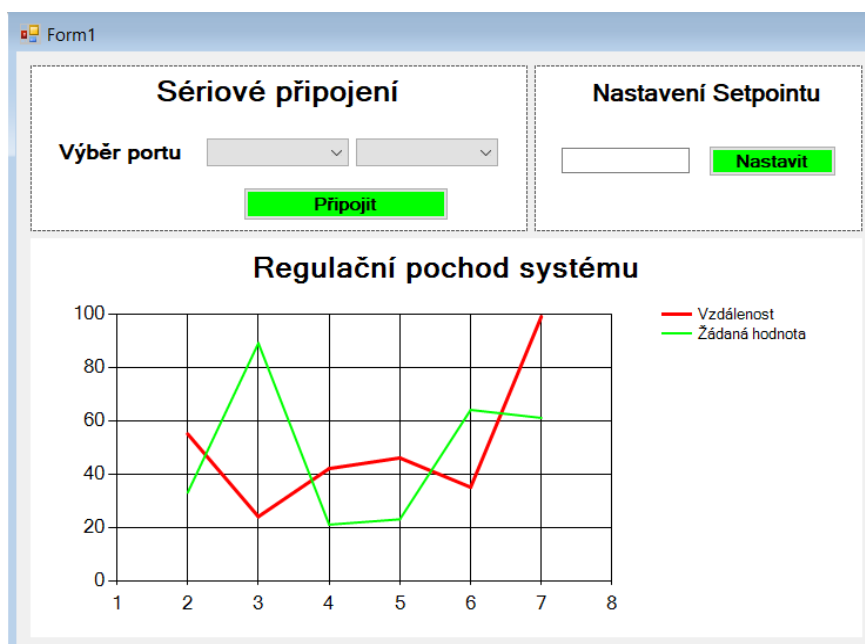 Form1
Sériové připojení
Výběr portu
Připojit
Nastavení Setpointu
Nastavit
Regulační pochod systému
100
80
60
40
20
0
1 2 3 4 5 6 7 8
Vzdálenost
Žádaná hodnota